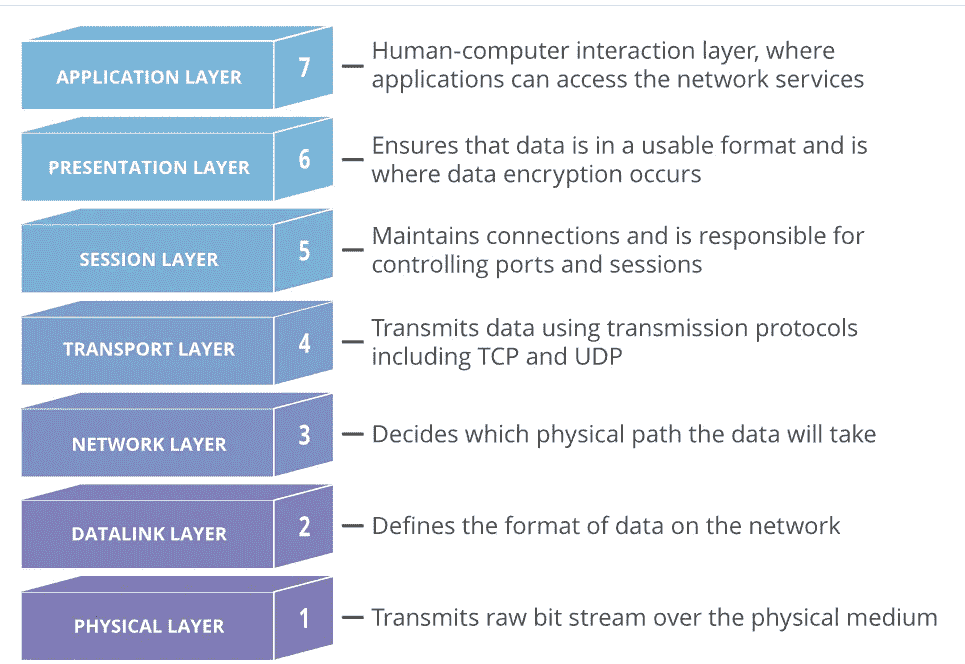 APPLICATION LAYER
7
Human-computer interaction layer, where
applications can access the network services
PRESENTATION LAYER
6
Ensures that data is in a usable format and is
where data encryption occurs
SESSION LAYER
5
Maintains connections and is responsible for
controlling ports and sessions
TRANSPORT LAYER
4
Transmits data using transmission protocols
including TCP and UDP
NETWORK LAYER
3
Decides which physical path the data will take
DATALINK LAYER
2
Defines the format of data on the network
PHYSICAL LAYER
1
Transmits raw bit stream over the physical medium